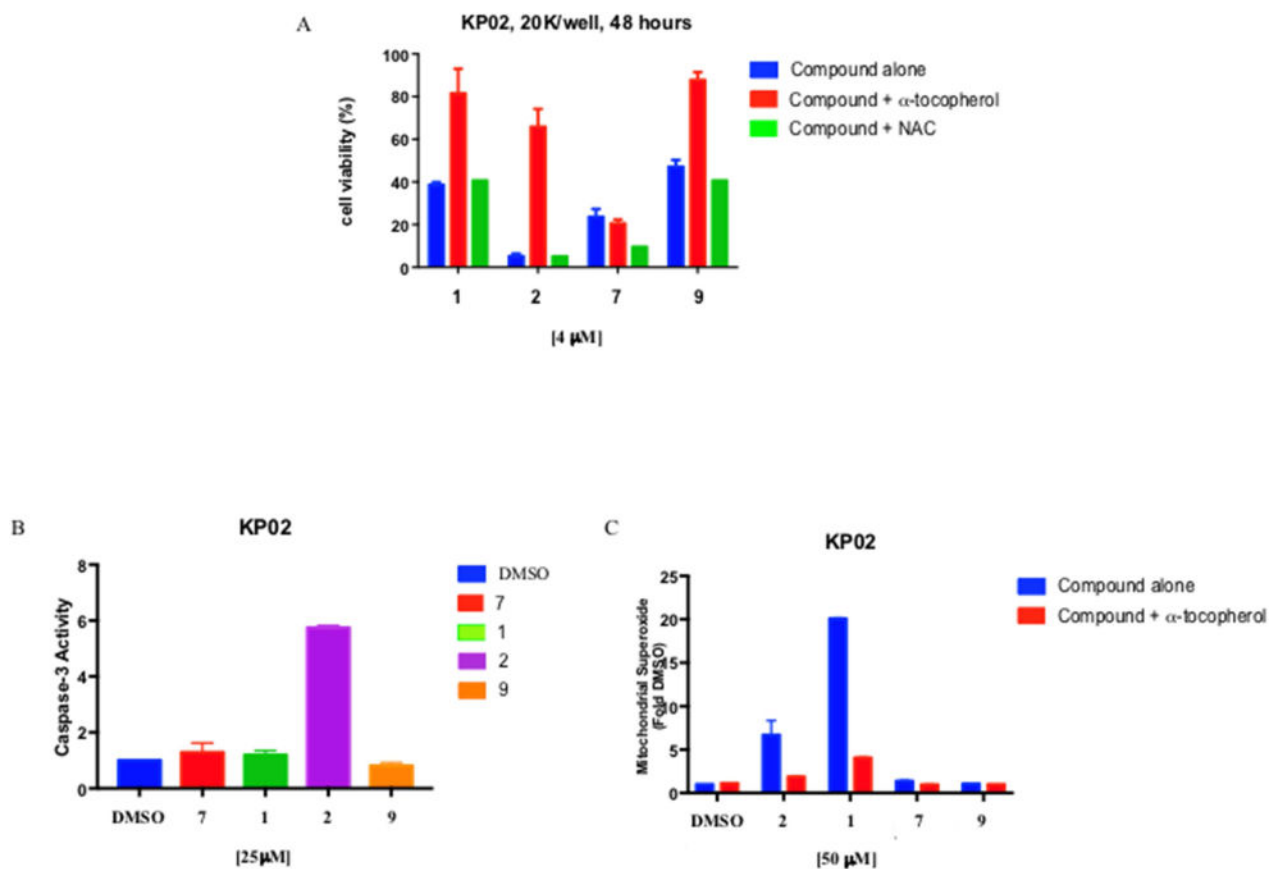 A
KP02, 20K/well, 48 hours
cell viability (%)
100
80
60
40
20
0
1 2 7 9
[4 μM]
Compound alone
Compound + α-tocopherol
Compound + NAC
B
KP02
Caspase-3 Activity
8
6
4
2
0
DMSO 7 1 2 9
[25μM]
DMSO
7
1
2
9
C
KP02
Mitochondrial Superoxide
(Fold DMSO)
25
20
15
10
5
0
DMSO 2 1 7 9
[50 μM]
Compound alone
Compound + α-tocopherol